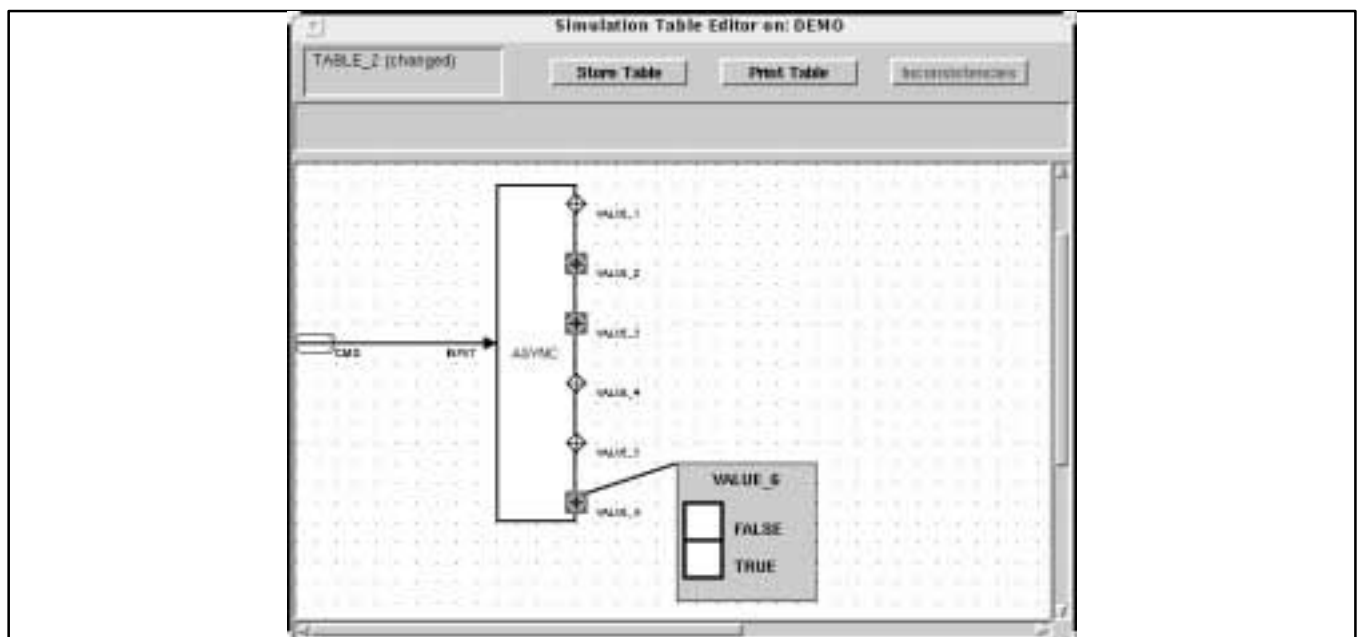 Simulation Table Editor on: DEMO
TABLE_2 (changed)
Store Table
Print Table
Inconsistencies
VALUE_1
VALUE_2
VALUE_3
CMD
INPUT
ASYNC
VALUE_4
VALUE_5
VALUE_6
VALUE_6
FALSE
TRUE